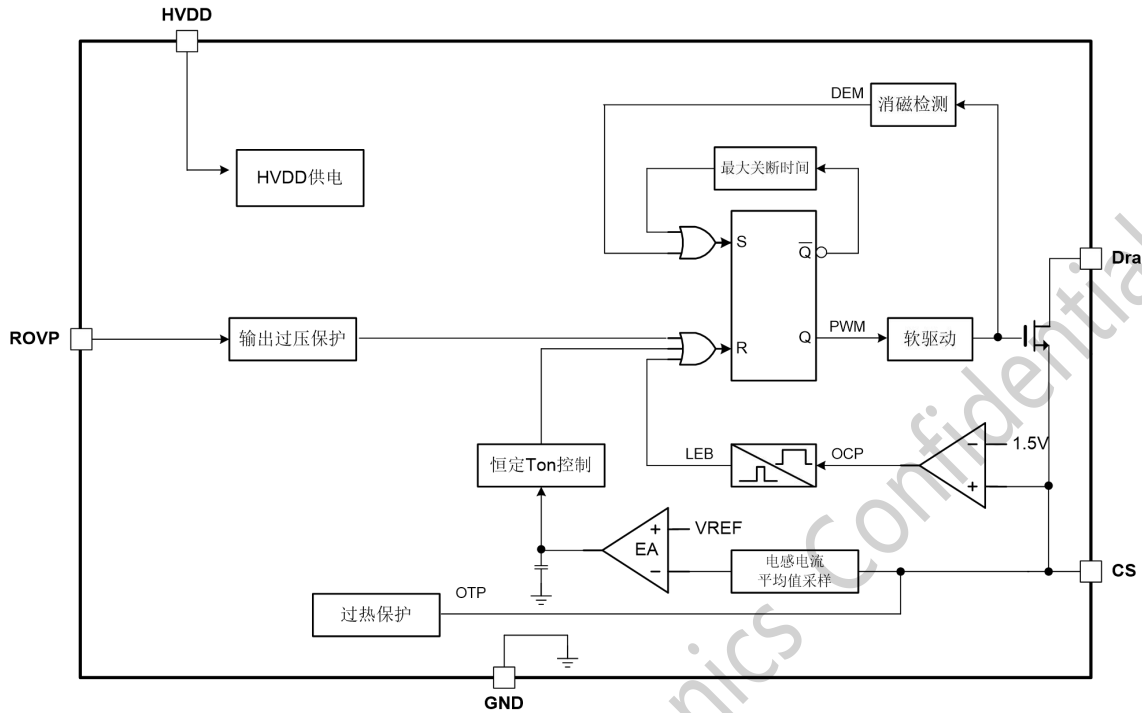 HVDD
DEM
消磁检测
最大关断时间
HVDD供电
S
Q
Drai
ROVP
输出过压保护
R
Q
PWM
软驱动
恒定Ton控制
LEB
OCP
-
1.5V
+
+
VREF
EA
-
电感电流
平均值采样
CS
OTP
过热保护
GND
nics Confidential